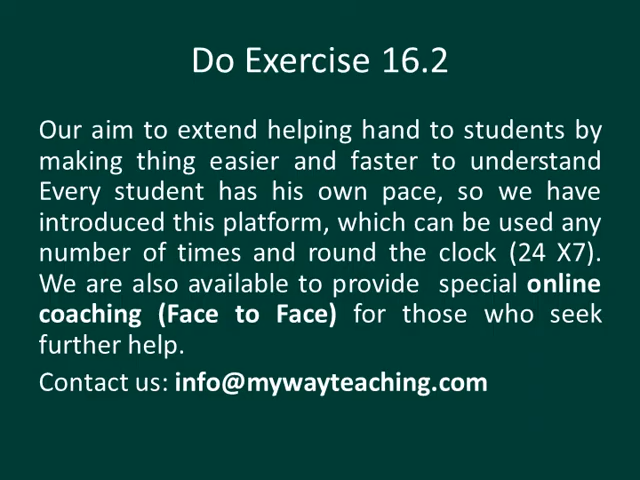 Do Exercise 16.2
Our aim to extend helping hand to students by
making thing easier and faster to understand
Every student has his own pace, so we have
introduced this platform, which can be used any
number of times and round the clock (24 X7).
We are also available to provide special online
coaching (Face to Face) for those who seek
further help.
Contact us: info@mywayteaching.com